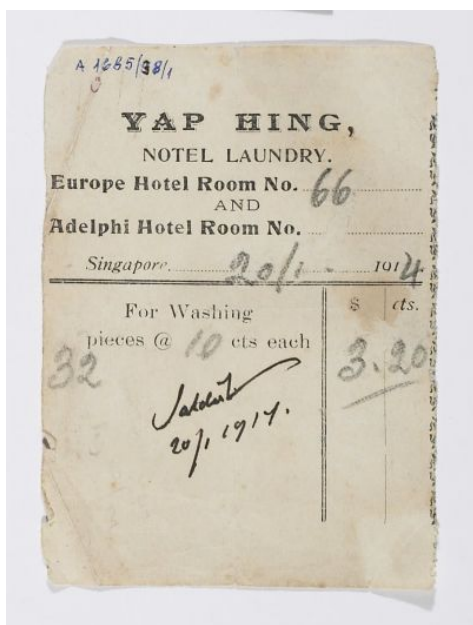 A 1665/38/1
YAP HING,
NOTEL LAUNDRY.
Europe Hotel Room No. 66
AND
Adelphi Hotel Room No.
Singapore. 20/1 - 1914
For Washing $ cts.
32 pieces @ 10 cts each 3.20
20/1 1914.